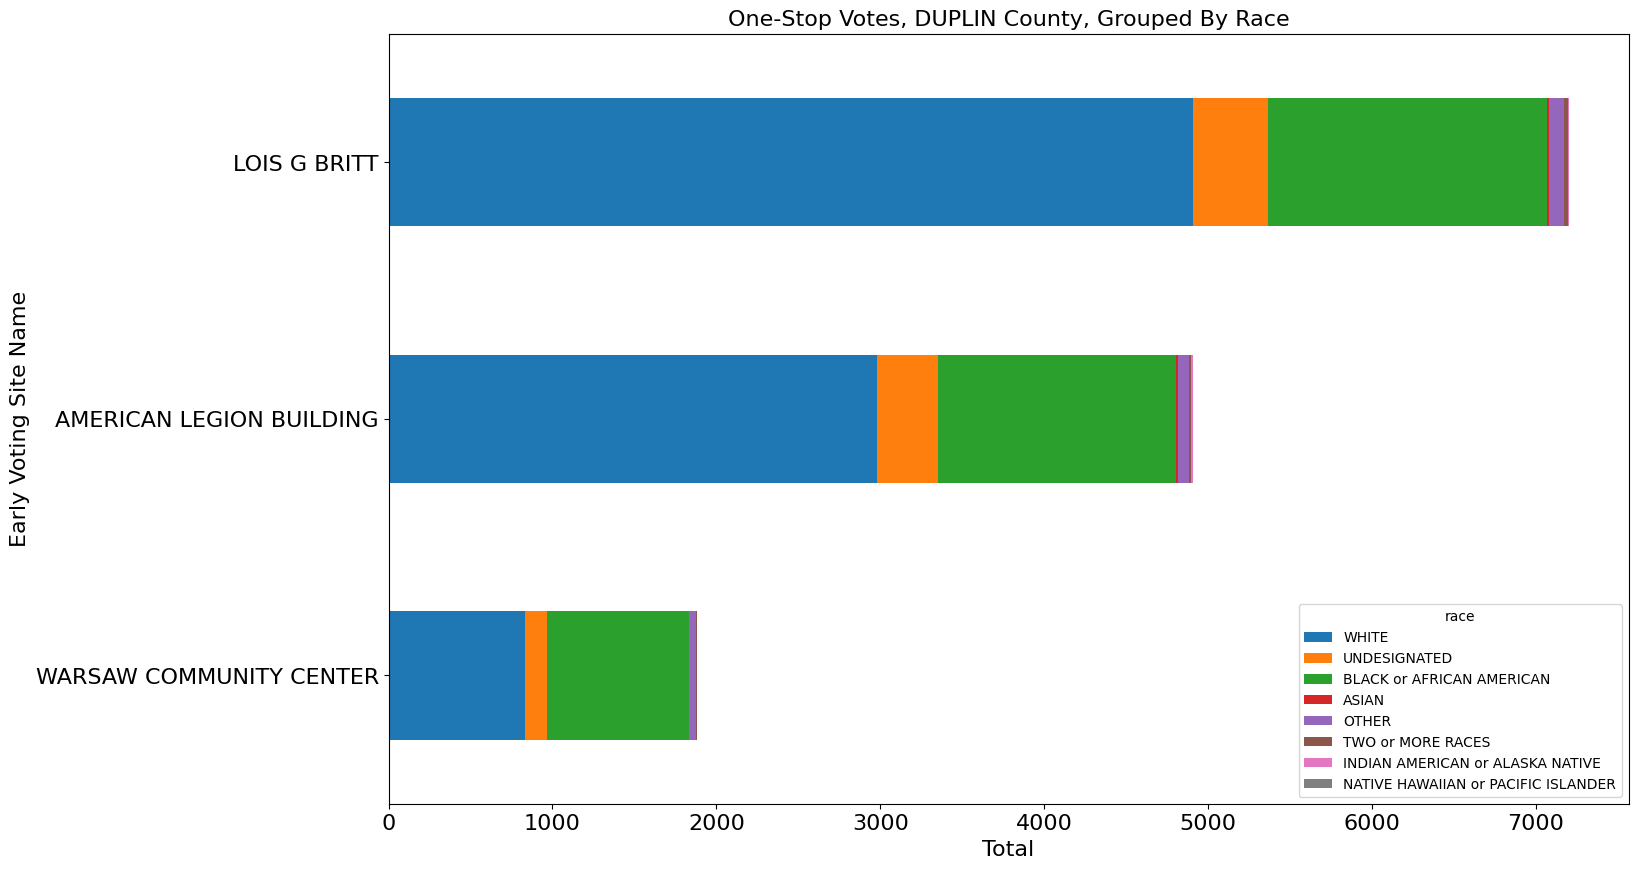 One-Stop Votes, DUPLIN County, Grouped By Race
Early Voting Site Name
LOIS G BRITT
AMERICAN LEGION BUILDING
WARSAW COMMUNITY CENTER
race
WHITE
UNDESIGNATED
BLACK or AFRICAN AMERICAN
ASIAN
OTHER
TWO or MORE RACES
INDIAN AMERICAN or ALASKA NATIVE
NATIVE HAWAIIAN or PACIFIC ISLANDER
0 1000 2000 3000 4000 5000 6000 7000
Total